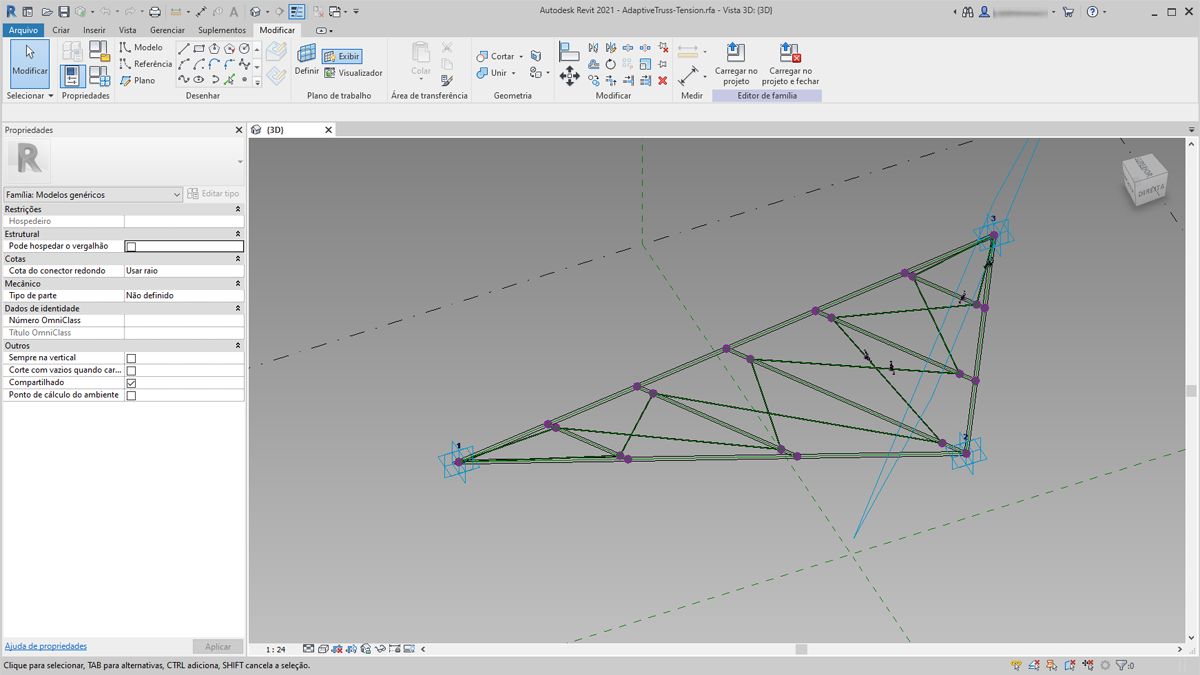 Autodesk Revit 2021 - AdaptiveTruss-Tension.rfa - Vista 3D: {3D}
Arquivo Criar Inserir Vista Gerenciar Suplementos Modificar
Modificar
Selecionar
Propriedades
Modelo
Referência
Plano
Desenhar
Definir
Exibir
Visualizador
Plano de trabalho
Colar
Área de transferência
Cortar
Unir
Geometria
Modificar
Medir
Carregar no projeto
Carregar no projeto e fechar
Editor de família
Propriedades
{3D}
R
Família: Modelos genéricos
Editar tipo
Restrições
Hospedeiro
Estrutural
Pode hospedar o vergalhão
Cotas
Cota do conector redondo Usar raio
Mecânico
Tipo de parte Não definido
Dados de identidade
Número OmniClass
Título OmniClass
Outros
Sempre na vertical
Corte com vazios quando car...
Compartilhado
Ponto de cálculo do ambiente
Ajuda de propriedades
Aplicar
3
1
2
DIREITA
1 : 24
Clique para selecionar, TAB para alternativas, CTRL adiciona, SHIFT cancela a seleção.
:0